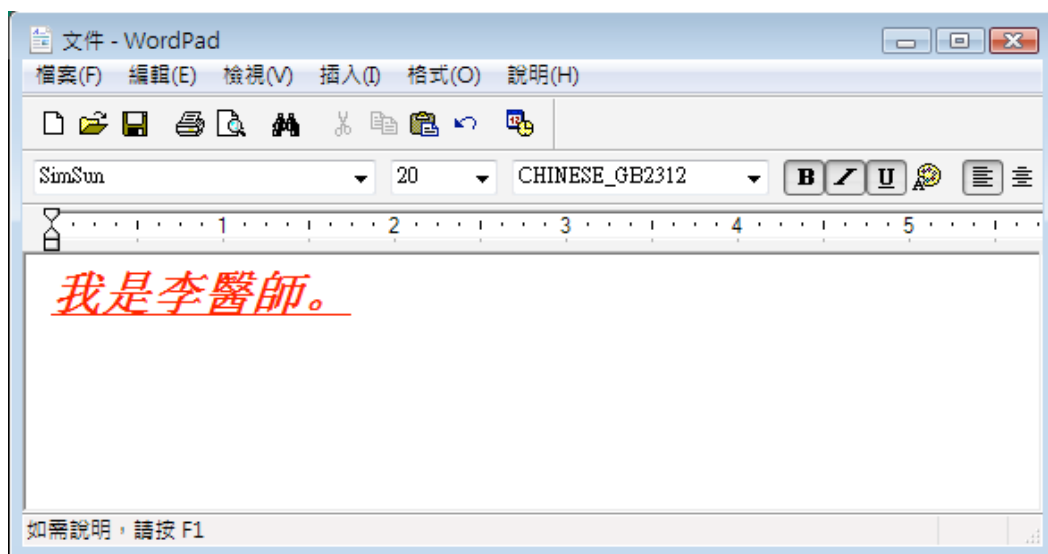 文件 - WordPad
檔案(F) 編輯(E) 檢視(V) 插入(I) 格式(O) 說明(H)
SimSun 20 CHINESE_GB2312 B I U
1 2 3 4 5
我是李醫師。
如需說明，請按 F1